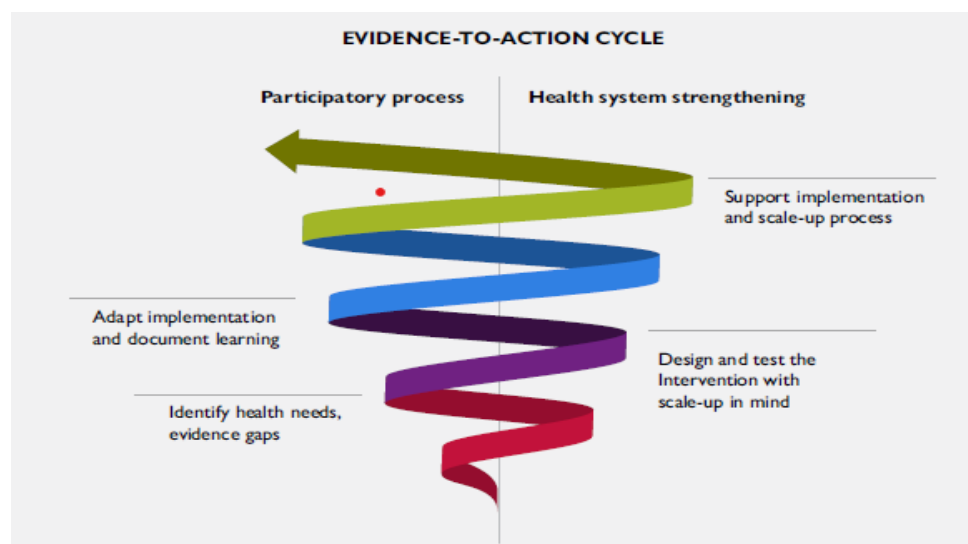 EVIDENCE-TO-ACTION CYCLE
Participatory process
Health system strengthening
Support implementation
and scale-up process
Adapt implementation
and document learning
Design and test the
Intervention with
scale-up in mind
Identify health needs,
evidence gaps